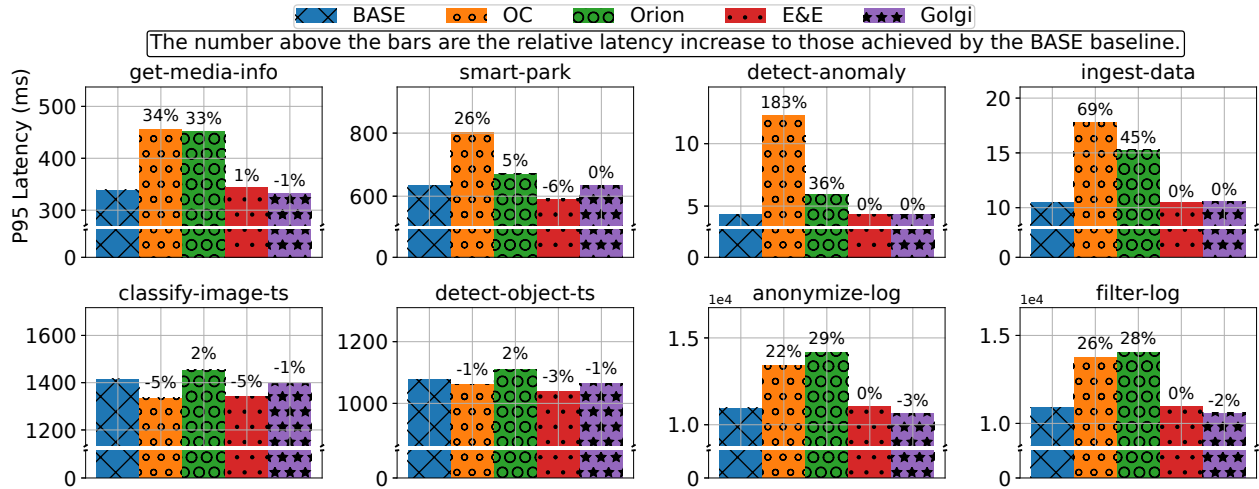 BASE OC Orion E&E Golgi
The number above the bars are the relative latency increase to those achieved by the BASE baseline.
get-media-info smart-park detect-anomaly ingest-data
P95 Latency (ms)
500 400 300 0
34% 33% 1% -1%
800 600 0
26% 5% -6% 0%
10 5 0
183% 36% 0% 0%
20 15 10 0
69% 45% 0% 0%
classify-image-ts detect-object-ts anonymize-log filter-log
1600 1400 1200 0
-5% 2% -5% -1%
1200 1000 0
-1% 2% -3% -1%
1e4
1.5 1.0 0
22% 29% 0% -3%
1e4
1.5 1.0 0
26% 28% 0% -2%